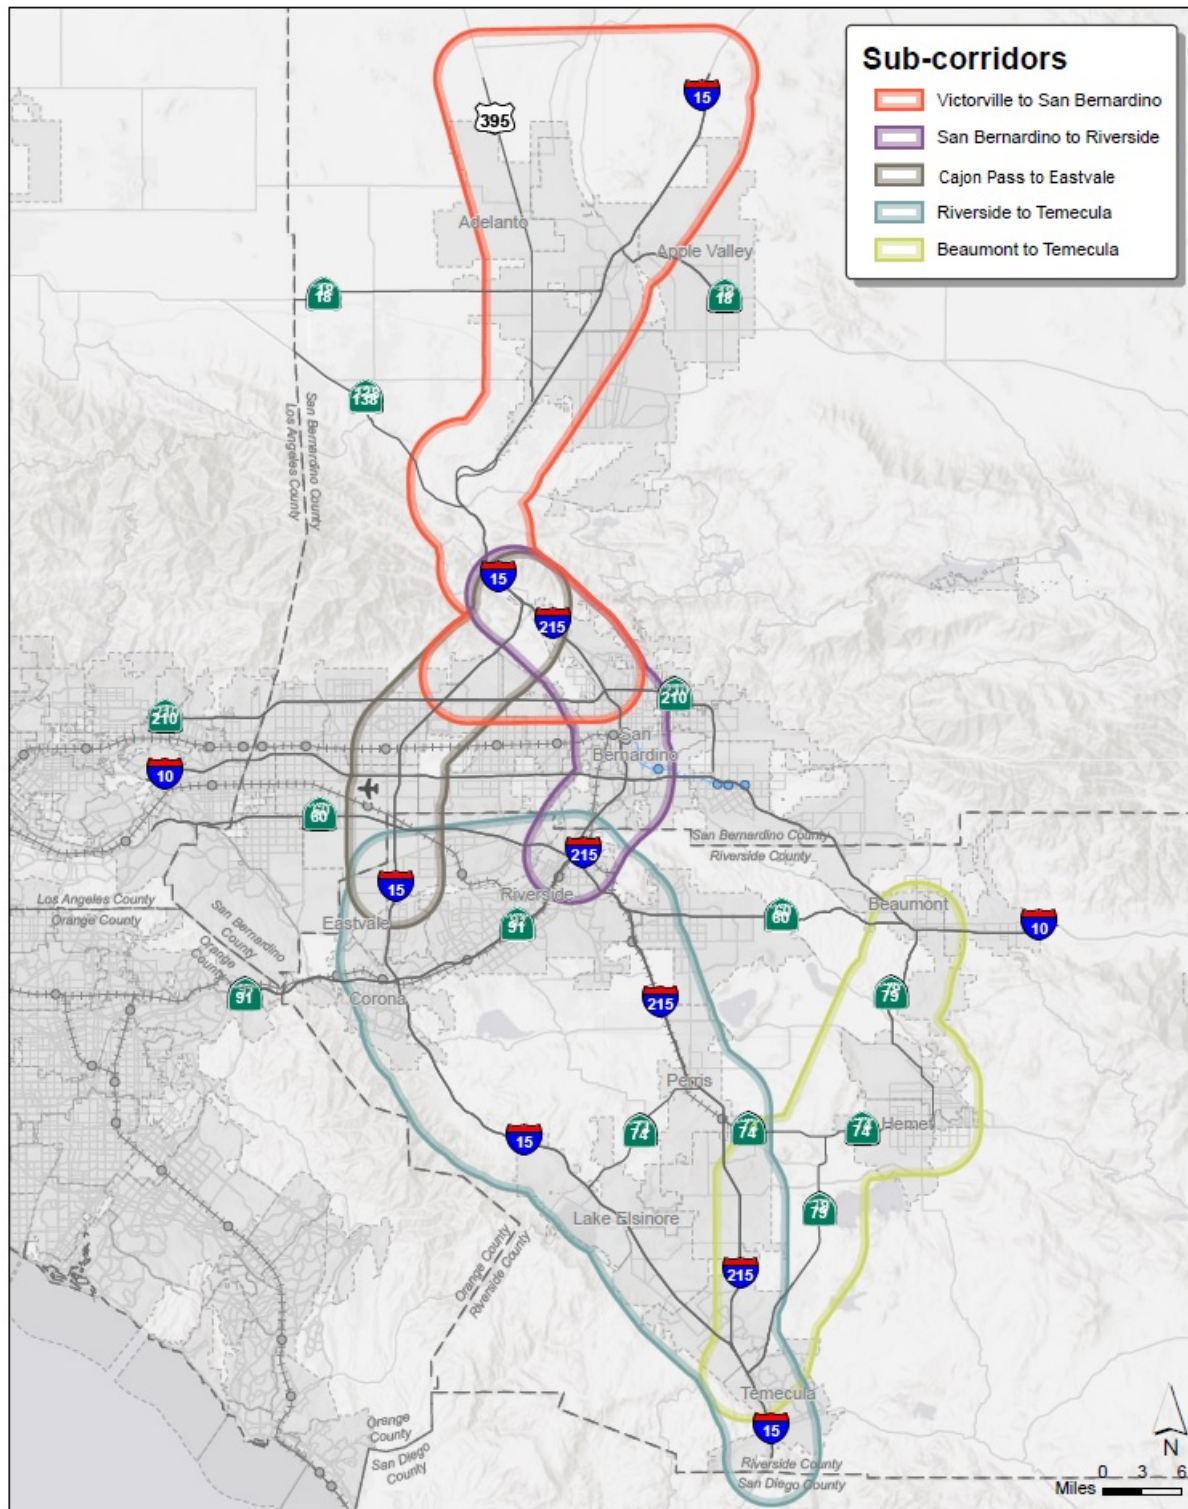 Sub-corridors
Victorville to San Bernardino
San Bernardino to Riverside
Cajon Pass to Eastvale
Riverside to Temecula
Beaumont to Temecula
15
395
Adelanto
Apple Valley
18
18
138
San Bernardino County
Los Angeles County
15
215
210
210
San
Bernardino
10
60
San Bernardino County
Riverside County
215
15
Riverside
Beaumont
Los Angeles County
Orange County
San Bernardino
County
Orange
County
Eastvale
91
60
10
91
Corona
215
79
Perris
15
74
74
74
Hemet
Lake Elsinore
79
Orange County
Riverside County
215
Temecula
15
Orange
County
San Diego
County
Riverside County
San Diego County
N
0 3 6
Miles